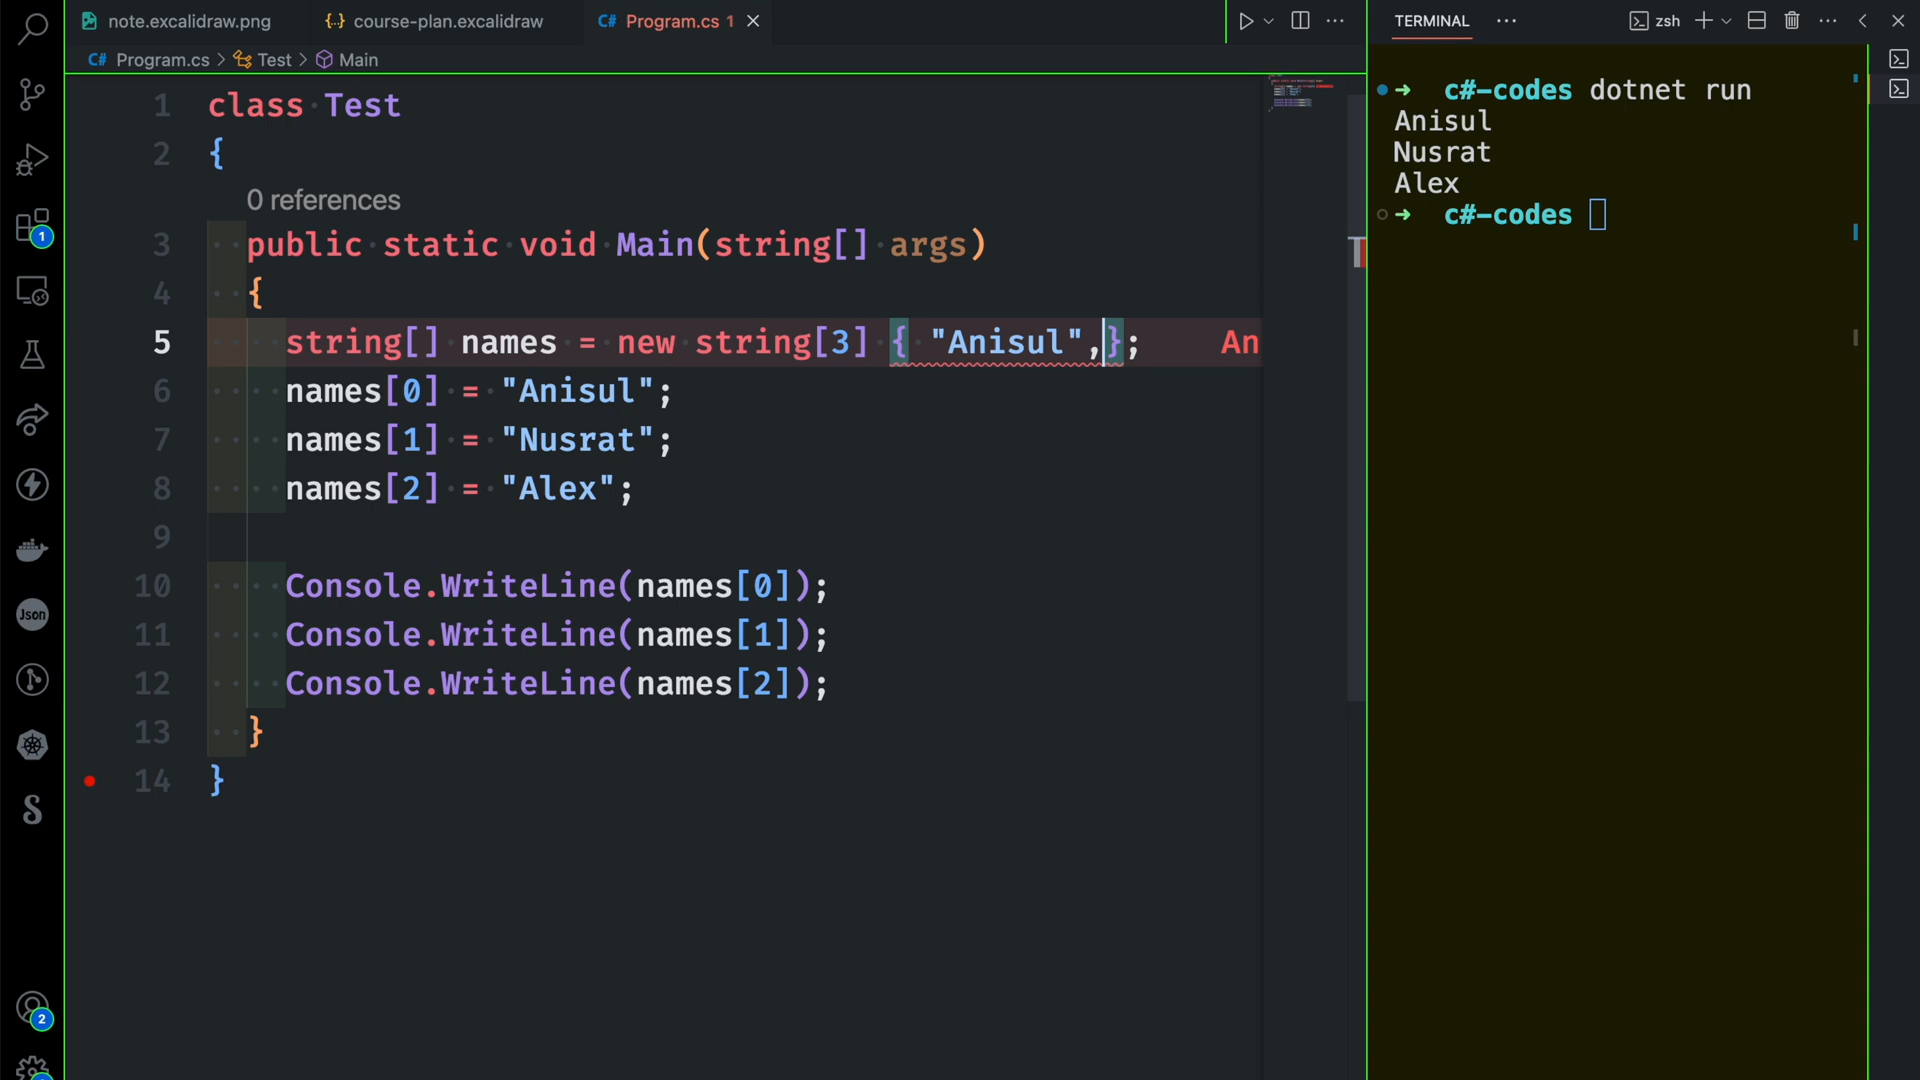 note.excalidraw.png
course-plan.excalidraw
C# Program.cs 1
C# Program.cs > Test > Main
1 class Test
2 {
0 references
3 public static void Main(string[] args)
4 {
5 string[] names = new string[3] { "Anisul",}; An
6 names[0] = "Anisul";
7 names[1] = "Nusrat";
8 names[2] = "Alex";
9
10 Console.WriteLine(names[0]);
11 Console.WriteLine(names[1]);
12 Console.WriteLine(names[2]);
13 }
14 }
TERMINAL
zsh
c#-codes dotnet run
Anisul
Nusrat
Alex
c#-codes
1
Json
2